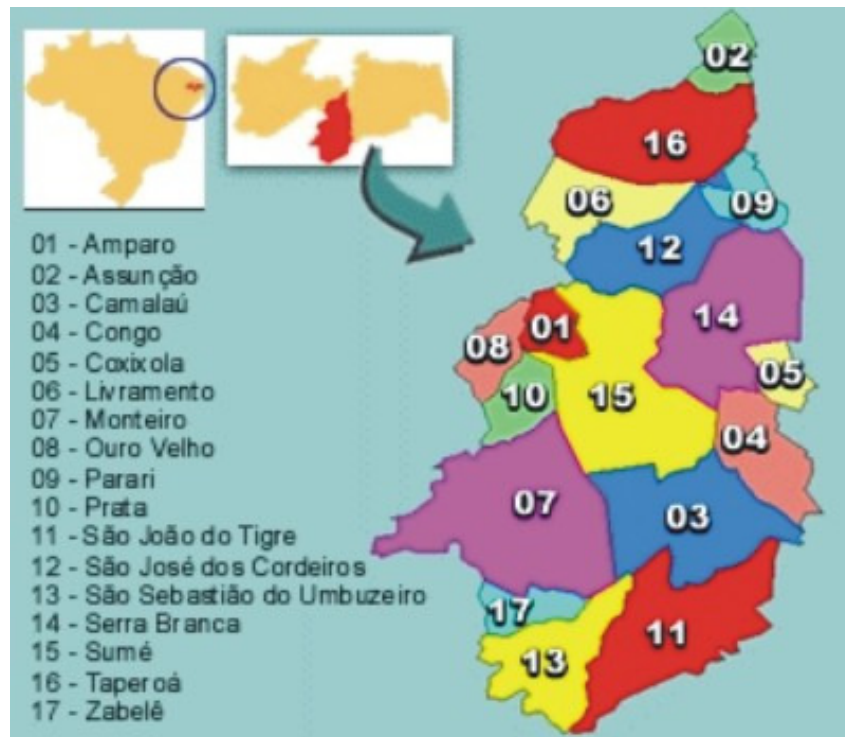 01 - Amparo
02 - Assunção
03 - Camalaú
04 - Congo
05 - Coxixola
06 - Livramento
07 - Monteiro
08 - Ouro Velho
09 - Parari
10 - Prata
11 - São João do Tigre
12 - São José dos Cordeiros
13 - São Sebastião do Umbuzeiro
14 - Serra Branca
15 - Sumé
16 - Taperoá
17 - Zabelê
02
16
06
09
12
14
01
08
05
10
15
04
07
03
17
11
13